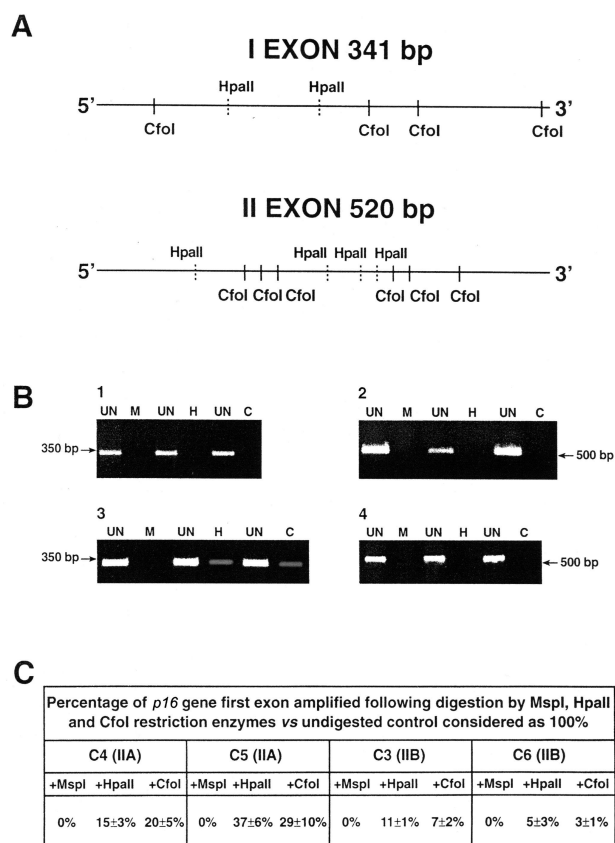 A
I EXON 341 bp
HpaII HpaII
5’ 3’
CfoI CfoI CfoI CfoI
II EXON 520 bp
HpaII HpaII HpaII HpaII
5’ 3’
CfoI CfoI CfoI CfoI CfoI CfoI
B
1
UN M UN H UN C
350 bp
2
UN M UN H UN C
500 bp
3
UN M UN H UN C
350 bp
4
UN M UN H UN C
500 bp
C
Percentage of p16 gene first exon amplified following digestion by MspI, HpaII
and CfoI restriction enzymes vs undigested control considered as 100%
C4 (IIA) C5 (IIA) C3 (IIB) C6 (IIB)
+MspI +HpaII +CfoI +MspI +HpaII +CfoI +MspI +HpaII +CfoI +MspI +HpaII +CfoI
0% 15±3% 20±5% 0% 37±6% 29±10% 0% 11±1% 7±2% 0% 5±3% 3±1%